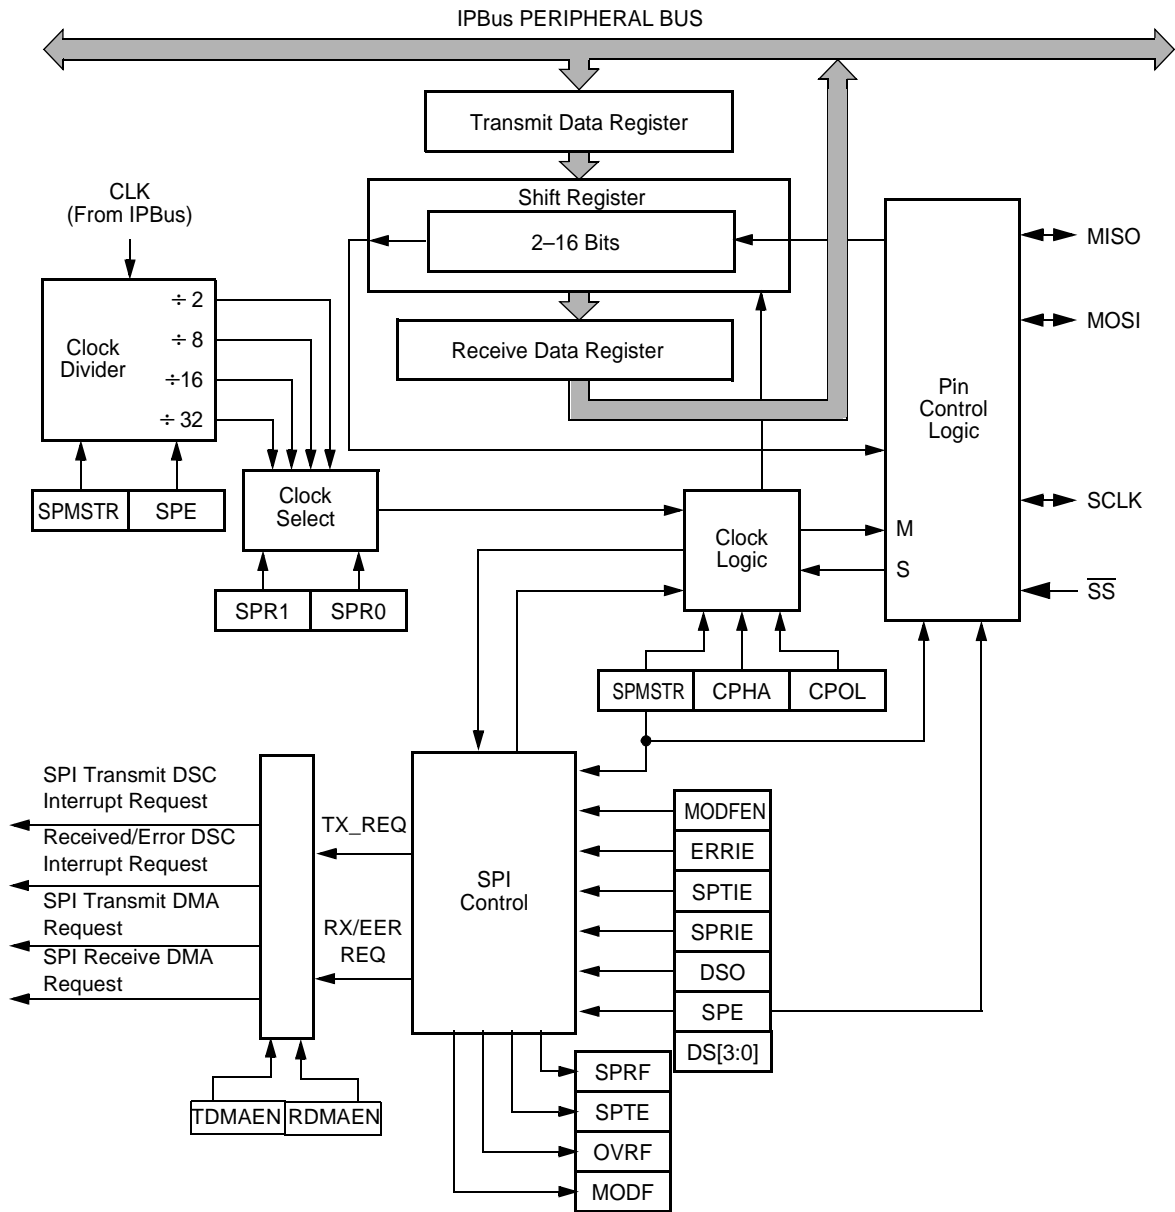 IPBus PERIPHERAL BUS
Transmit Data Register
Shift Register
2–16 Bits
Receive Data Register
CLK
(From IPBus)
÷ 2
÷ 8
÷16
÷ 32
Clock
Divider
SPMSTR
SPE
Clock
Select
SPR1
SPR0
Clock
Logic
M
S
Pin
Control
Logic
MISO
MOSI
SCLK
SS
SPMSTR
CPHA
CPOL
SPI Transmit DSC
Interrupt Request
Received/Error DSC
Interrupt Request
SPI Transmit DMA
Request
SPI Receive DMA
Request
TX_REQ
RX/EER
REQ
SPI
Control
MODFEN
ERRIE
SPTIE
SPRIE
DSO
SPE
DS[3:0]
SPRF
SPTE
OVRF
MODF
TDMAEN
RDMAEN